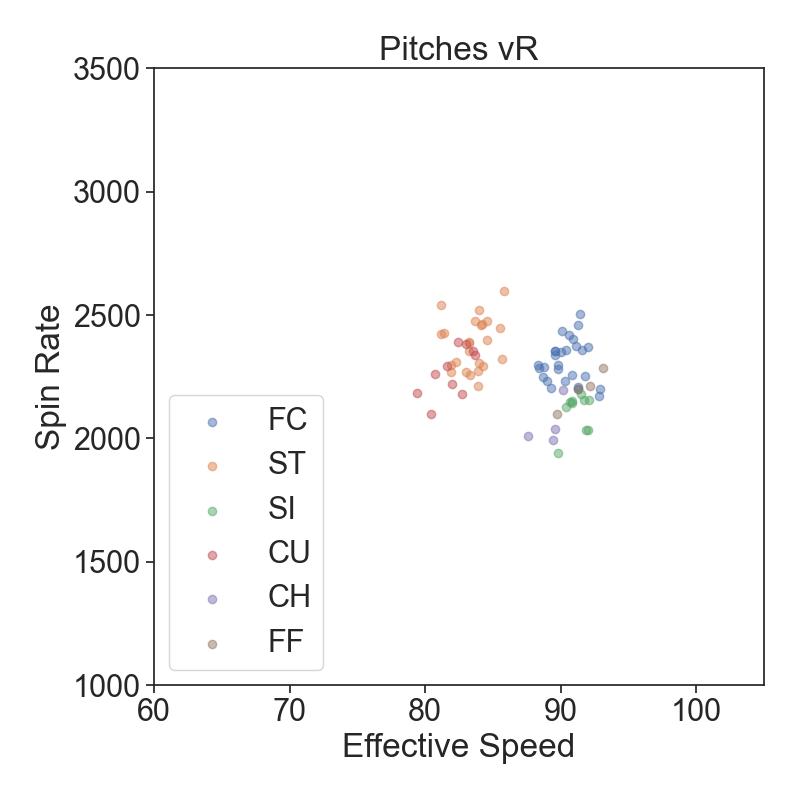 Pitches vR
3500
3000
2500
2000
1500
1000
Spin Rate
FC
ST
SI
CU
CH
FF
60 70 80 90 100
Effective Speed